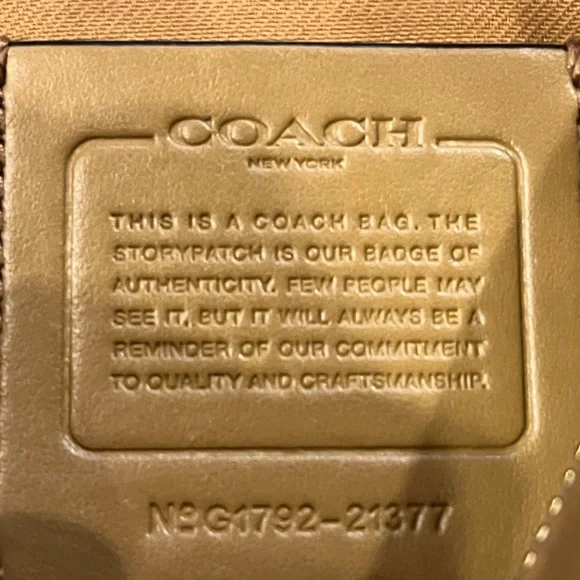 COACH
NEW YORK
THIS IS A COACH BAG. THE
STORYPATCH IS OUR BADGE OF
AUTHENTICITY. FEW PEOPLE MAY
SEE IT, BUT IT WILL ALWAYS BE A
REMINDER OF OUR COMMITMENT
TO QUALITY AND CRAFTSMANSHIP.
Nº G1792-21377